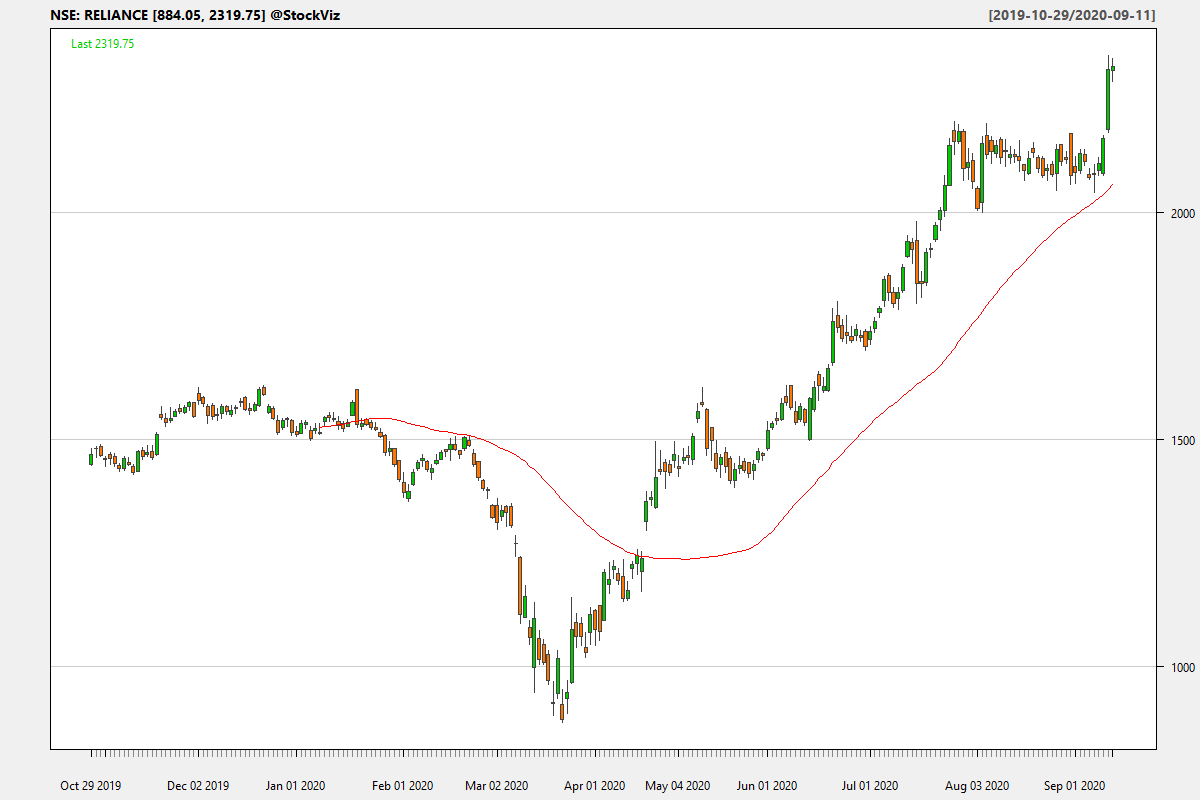 NSE: RELIANCE [884.05, 2319.75] @StockViz
[2019-10-29/2020-09-11]
Last 2319.75
2000
1500
1000
Oct 29 2019
Dec 02 2019
Jan 01 2020
Feb 01 2020
Mar 02 2020
Apr 01 2020
May 04 2020
Jun 01 2020
Jul 01 2020
Aug 03 2020
Sep 01 2020